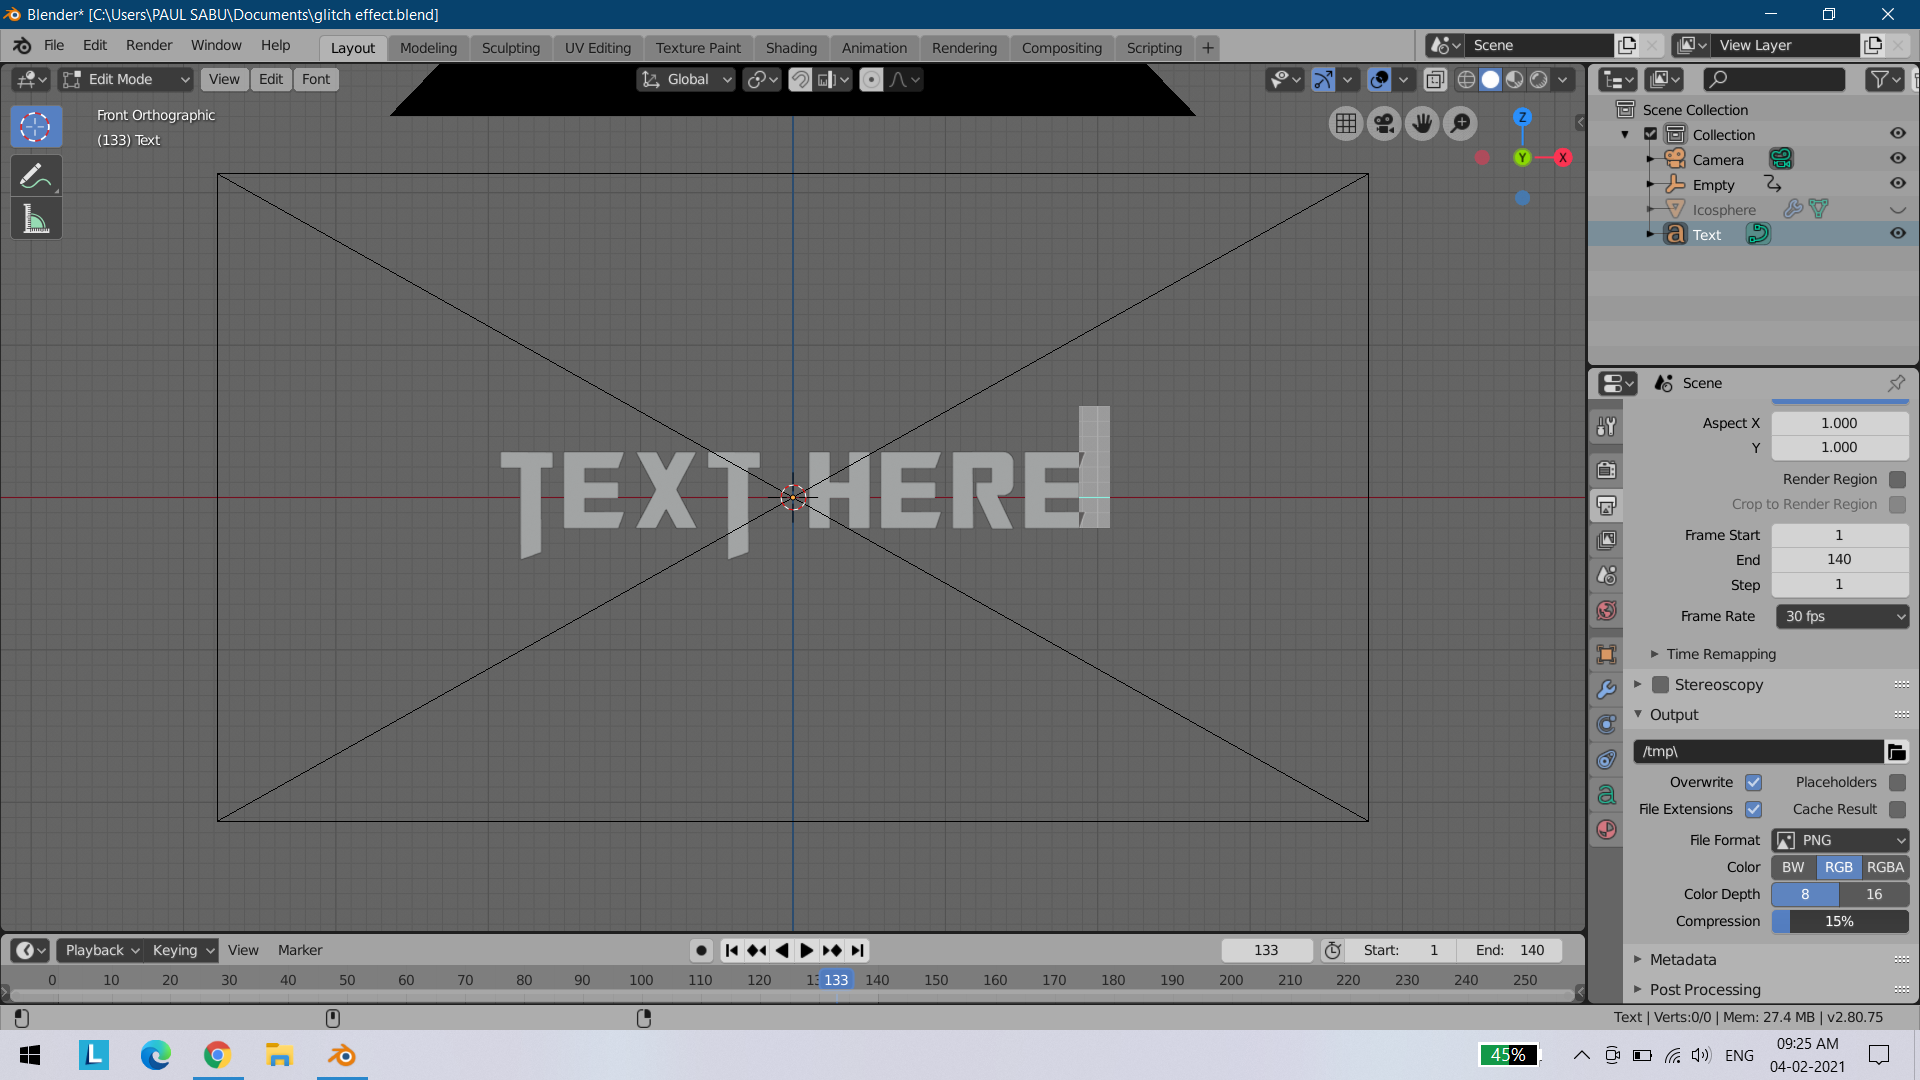 Blender* [C:\Users\PAUL SABU\Documents\glitch effect.blend]
File Edit Render Window Help Layout Modeling Sculpting UV Editing Texture Paint Shading Animation Rendering Compositing Scripting + Scene View Layer
Edit Mode View Edit Font Global
Front Orthographic
(133) Text
Z
Y X
TEXT HERE
Scene Collection
Collection
Camera
Empty
Icosphere
Text
Scene
Aspect X 1.000
Y 1.000
Render Region
Crop to Render Region
Frame Start 1
End 140
Step 1
Frame Rate 30 fps
Time Remapping
Stereoscopy
Output
/tmp\
Overwrite Placeholders
File Extensions Cache Result
File Format PNG
Color BW RGB RGBA
Color Depth 8 16
Compression 15%
Metadata
Post Processing
Playback Keying View Marker 133 Start: 1 End: 140
0 10 20 30 40 50 60 70 80 90 100 110 120 133 140 150 160 170 180 190 200 210 220 230 240 250
Text | Verts:0/0 | Mem: 27.4 MB | v2.80.75
L 45% ENG 09:25 AM
04-02-2021